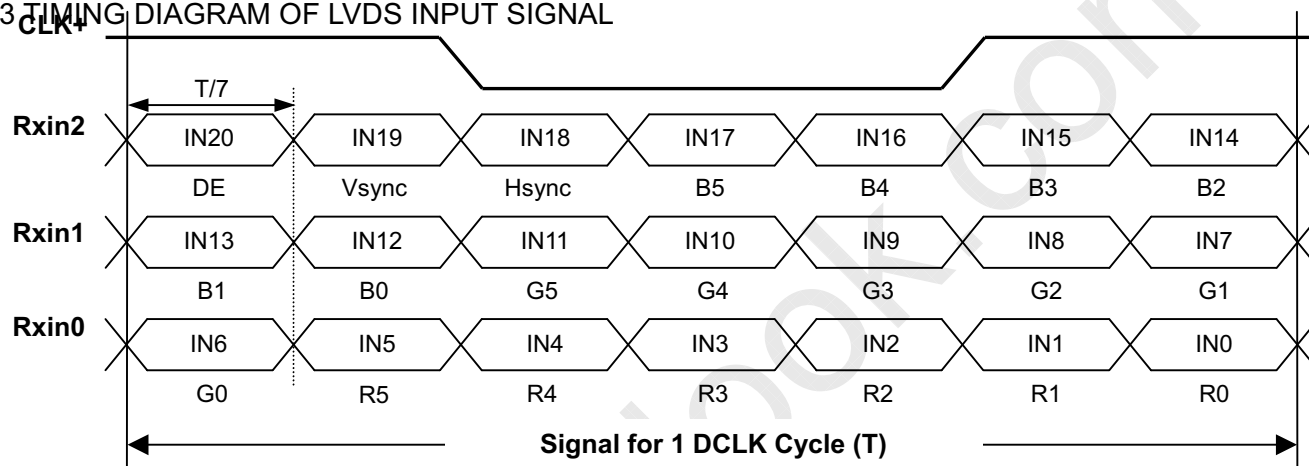 3 TIMING DIAGRAM OF LVDS INPUT SIGNAL
CLK+
T/7
Rxin2 IN20 IN19 IN18 IN17 IN16 IN15 IN14
DE Vsync Hsync B5 B4 B3 B2
Rxin1 IN13 IN12 IN11 IN10 IN9 IN8 IN7
B1 B0 G5 G4 G3 G2 G1
Rxin0 IN6 IN5 IN4 IN3 IN2 IN1 IN0
G0 R5 R4 R3 R2 R1 R0
Signal for 1 DCLK Cycle (T)